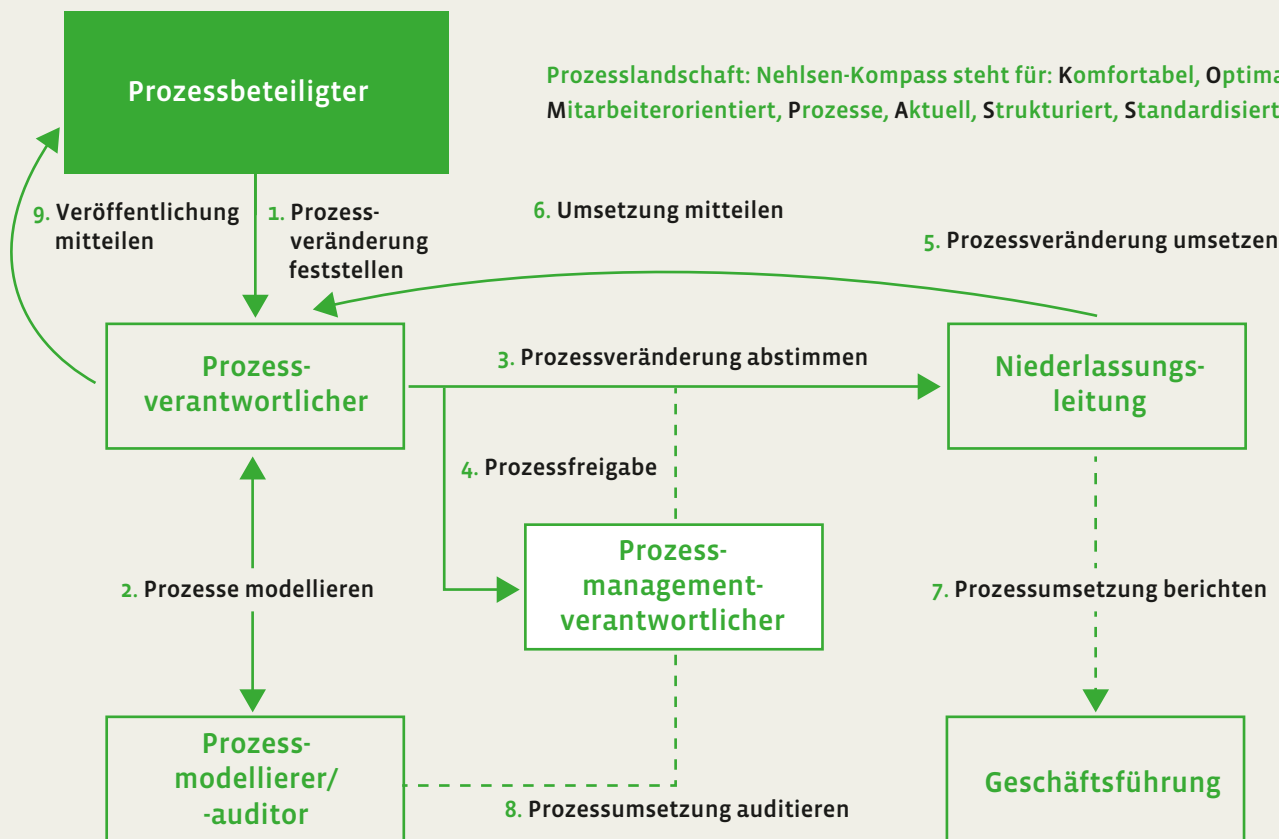 Prozessbeteiligter
Prozesslandschaft: Nehlsen-Kompass steht für: Komfortabel,
Mitarbeiterorientiert, Prozesse, Aktuell, Strukturiert, Standardisiert
9. Veröffentlichung
mitteilen
1. Prozess-
veränderung
feststellen
6. Umsetzung mitteilen
5. Prozessveränderung umsetzen
Prozess-
verantwortlicher
3. Prozessveränderung abstimmen
Niederlassungs-
leitung
4. Prozessfreigabe
Prozess-
management-
verantwortlicher
2. Prozesse modellieren
7. Prozessumsetzung berichten
Prozess-
modellierer/
-auditor
8. Prozessumsetzung auditieren
Geschäftsführung